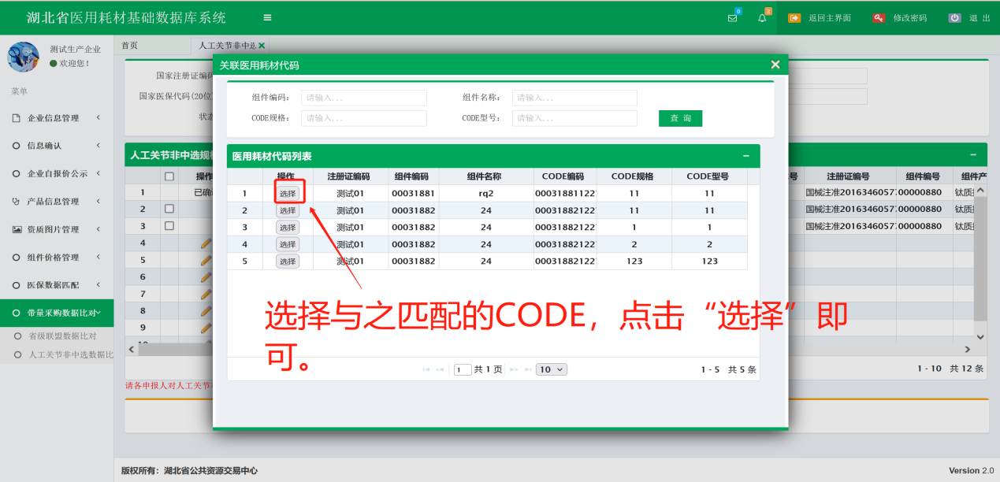 湖北省医用耗材基础数据库系统
0
3
返回主界面
修改密码
退 出
测试生产企业
欢迎您！
菜单
企业信息管理
信息确认
企业自报价公示
产品信息管理
资质图片管理
组件价格管理
医保数据匹配
带量采购数据比对
省级联盟数据比对
人工关节非中选数据比
首页
人工关节非中选
国家注册证编码
国家医保代码(20位)
状态
人工关节非中选规格
操作
注册证编号 组件编号 组件产
1 已确认 国械注准2016346057 00000880 钛质
2 国械注准2016346057 00000880 钛质
3 国械注准2016346057 00000880 钛质
4
5
6
7
8
9
10
1 - 10 共 12 条
请各申报人对人工关节
关联医用耗材代码
组件编码： 请输入... 组件名称： 请输入...
CODE规格： 请输入... CODE型号： 请输入... 查 询
医用耗材代码列表
操作 注册证编码 组件编码 组件名称 CODE编码 CODE规格 CODE型号
1 选择 测试01 00031881 rq2 00031881122 11 11
2 选择 测试01 00031882 24 00031882122 11 11
3 选择 测试01 00031882 24 00031882122 1 1
4 选择 测试01 00031882 24 00031882122 2 2
5 选择 测试01 00031882 24 00031882122 123 123
选择与之匹配的CODE，点击“选择”即
可。
1 共 1 页 10 1 - 5 共 5 条
版权所有：湖北省公共资源交易中心
Version 2.0